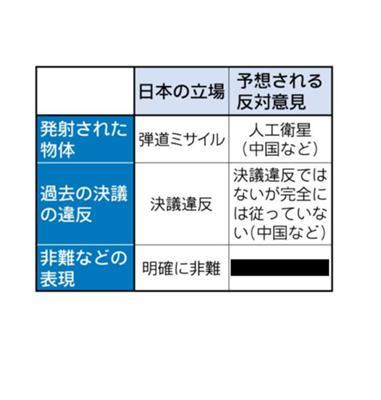 日本の立場
予想される
反対意見
発射された
物体
弾道ミサイル
人工衛星
（中国など）
過去の決議
の違反
決議違反
決議違反では
ないが完全に
は従っていな
い（中国など）
非難などの
表現
明確に非難